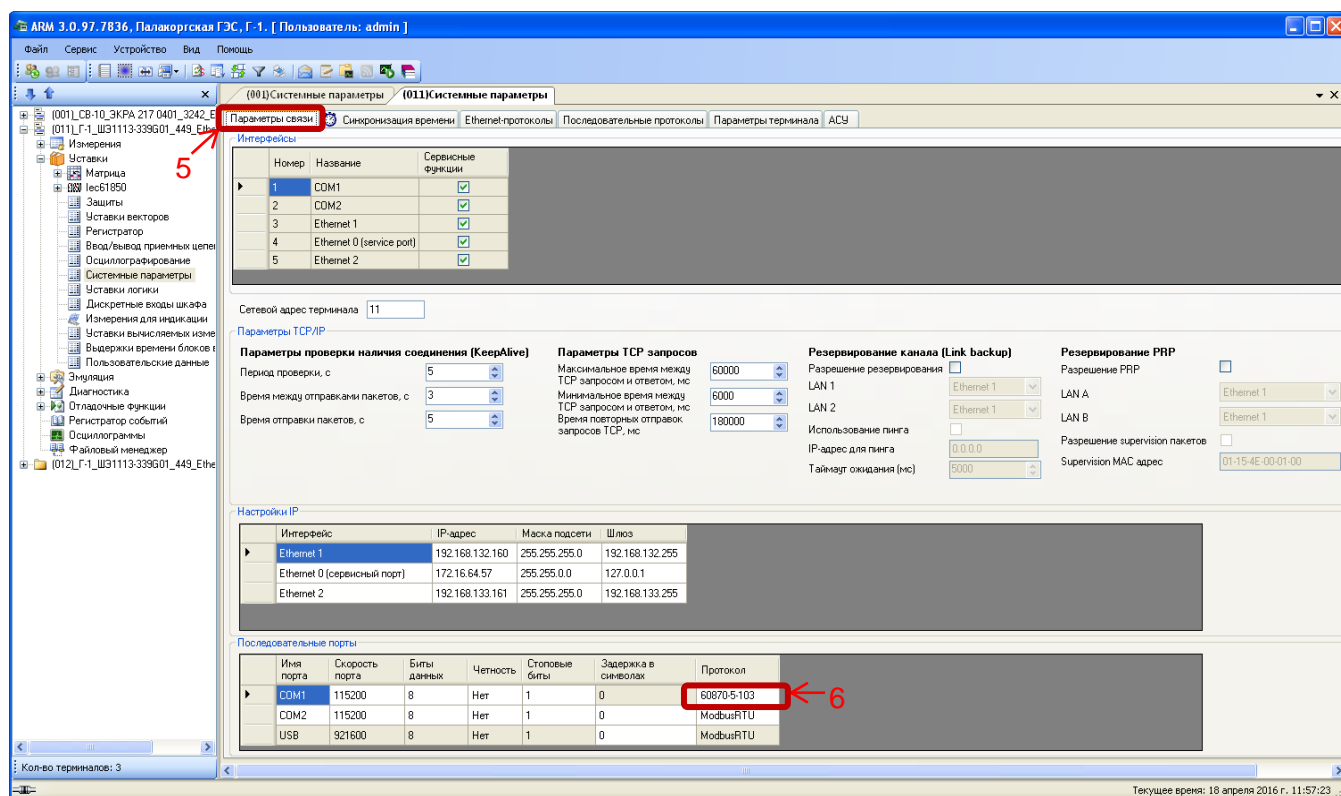 ARM 3.0.97.7836, Палакоргская ГЭС, Г-1. [ Пользователь: admin ]
Файл Сервис Устройство Вид Помощь
(001)Системные параметры (011)Системные параметры
(001)_СВ-10_ЭКРА 217 0401_3242_E
(011)_Г-1_ШЭ1113-339G01_449_Ethe
Измерения
Уставки
Матрица
Iec61850
Защиты
Уставки векторов
Регистратор
Ввод/вывод приемных цепе
Осциллографирование
Системные параметры
Уставки логики
Дискретные входы шкафа
Измерения для индикации
Уставки вычисляемых изме
Выдержки времени блоков в
Пользовательские данные
Эмуляция
Диагностика
Отладочные функции
Регистратор событий
Осциллограммы
Файловый менеджер
(012)_Г-1_ШЭ1113-339G01_449_Ethe
Кол-во терминалов: 3
5
Параметры связи Синхронизация времени Ethernet-протоколы Последовательные протоколы Параметры терминала АСУ
Интерфейсы
Номер Название Сервисные функции
1 COM1
2 COM2
3 Ethernet 1
4 Ethernet 0 (service port)
5 Ethernet 2
Сетевой адрес терминала 11
Параметры TCP/IP
Параметры проверки наличия соединения (KeepAlive)
Период проверки, с 5
Время между отправками пакетов, с 3
Время отправки пакетов, с 5
Параметры TCP запросов
Максимальное время между
TCP запросом и ответом, мс 60000
Минимальное время между
TCP запросом и ответом, мс 6000
Время повторных отправок
запросов TCP, мс 180000
Резервирование канала (Link backup)
Разрешение резервирования
LAN 1 Ethernet 1
LAN 2 Ethernet 1
Использование пинга
IP-адрес для пинга 0.0.0.0
Таймаут ожидания (мс) 5000
Резервирование PRP
Разрешение PRP
LAN A Ethernet 1
LAN B Ethernet 1
Разрешение supervision пакетов
Supervision MAC адрес 01-15-4E-00-01-00
Настройки IP
Интерфейс IP-адрес Маска подсети Шлюз
Ethernet 1 192.168.132.160 255.255.255.0 192.168.132.255
Ethernet 0 (сервисный порт) 172.16.64.57 255.255.0.0 127.0.0.1
Ethernet 2 192.168.133.161 255.255.255.0 192.168.133.255
Последовательные порты
Имя порта Скорость порта Биты данных Четность Стоповые биты Задержка в символах Протокол
COM1 115200 8 Нет 1 0 60870-5-103
6
COM2 115200 8 Нет 1 0 ModbusRTU
USB 921600 8 Нет 1 0 ModbusRTU
Текущее время: 18 апреля 2016 г. 11:57:23